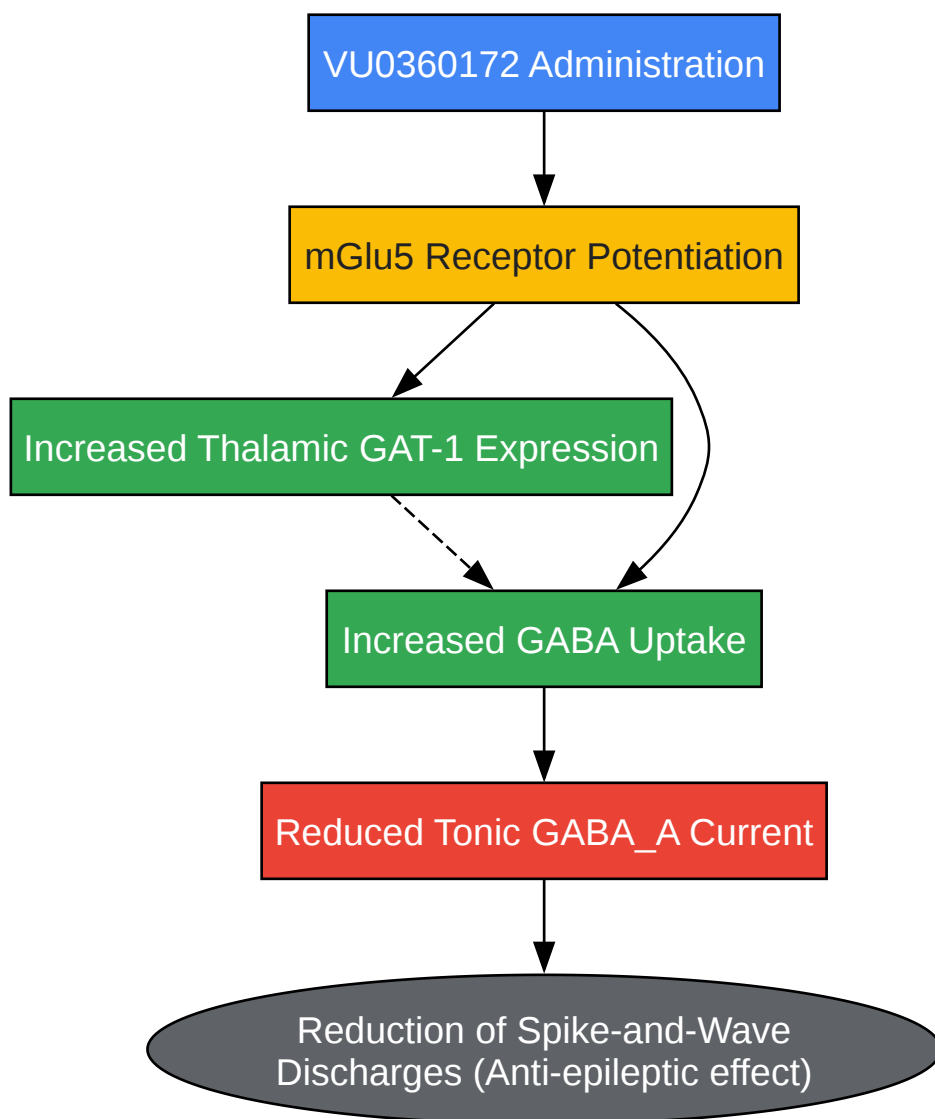 VU0360172 Administration
mGlu5 Receptor Potentiation
Increased Thalamic GAT-1 Expression
Increased GABA Uptake
Reduced Tonic GABA_A Current
Reduction of Spike-and-Wave
Discharges (Anti-epileptic effect)